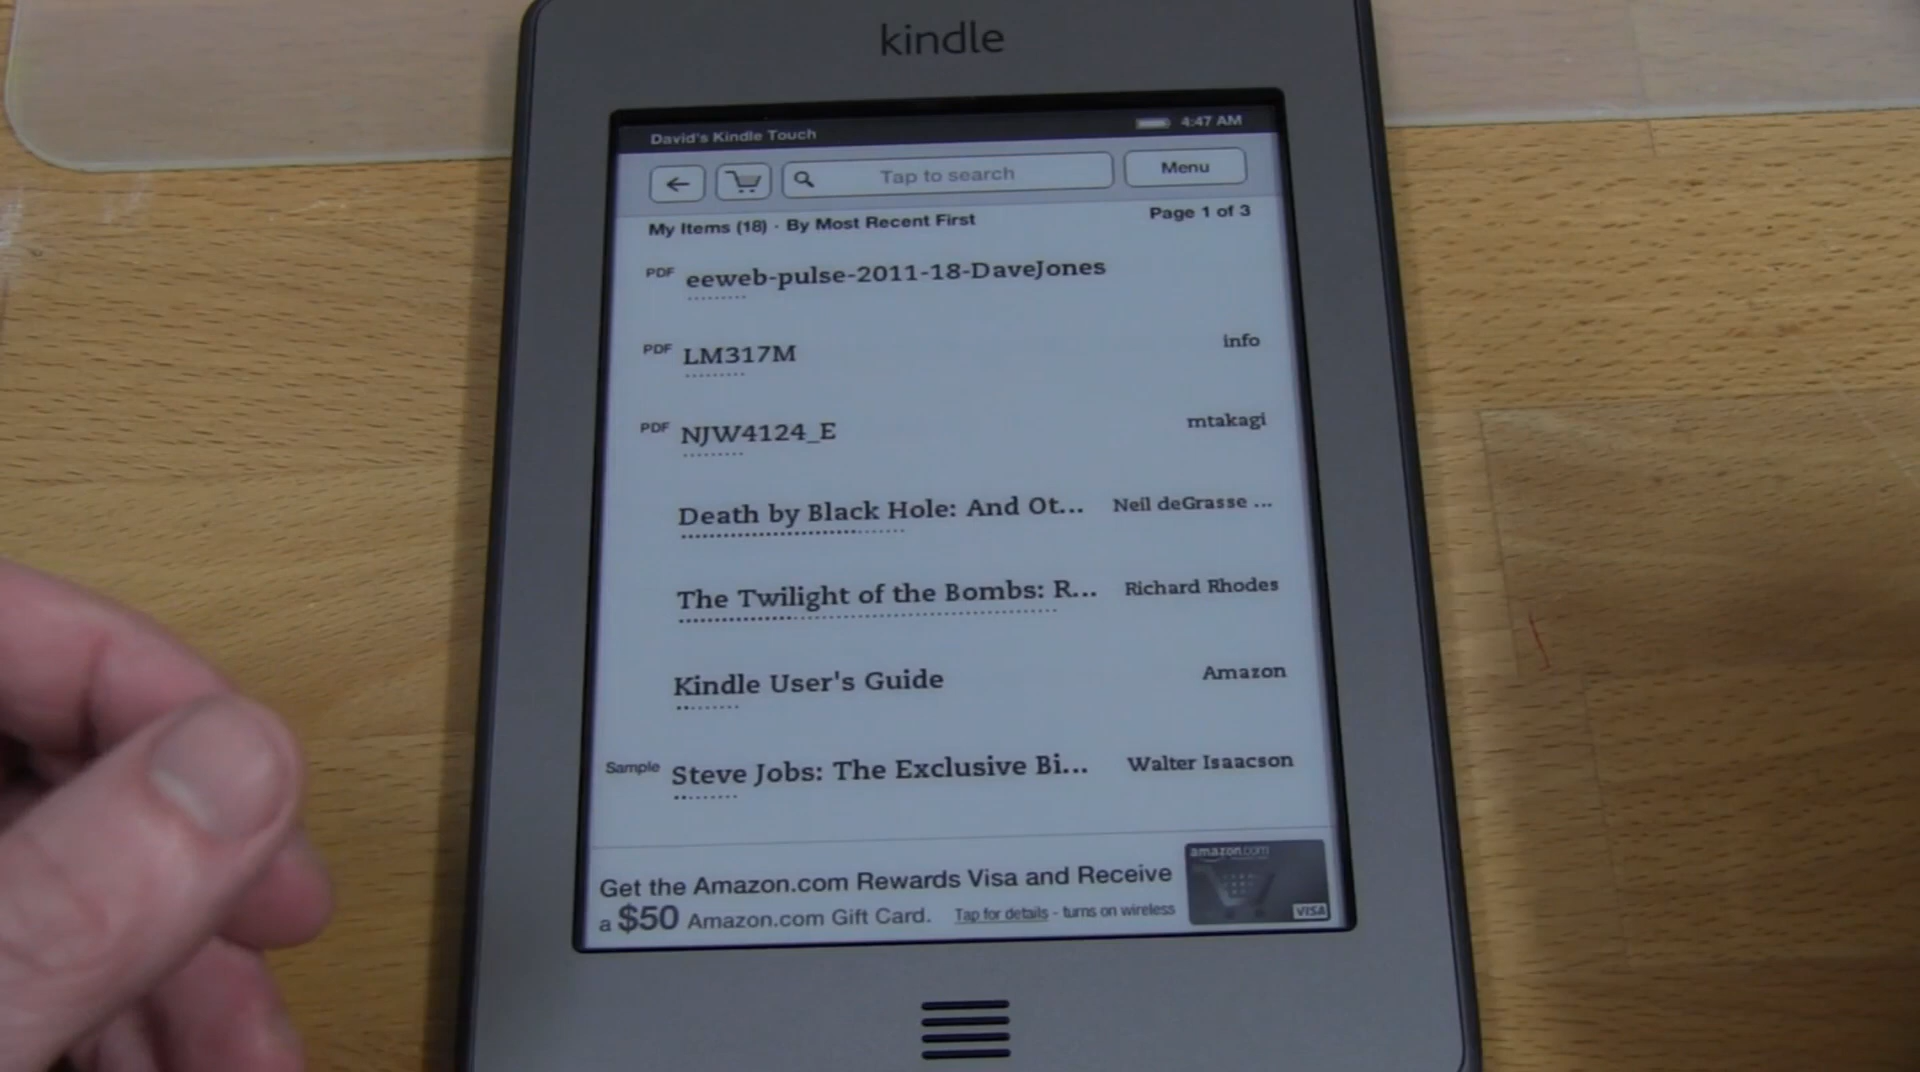 kindle
David's Kindle Touch 4:47 AM
Tap to search Menu
My Items (18) · By Most Recent First Page 1 of 3
PDF eeweb-pulse-2011-18-DaveJones
PDF LM317M info
PDF NJW4124_E mtakagi
Death by Black Hole: And Ot... Neil deGrasse ...
The Twilight of the Bombs: R... Richard Rhodes
Kindle User's Guide Amazon
Sample Steve Jobs: The Exclusive Bi... Walter Isaacson
Get the Amazon.com Rewards Visa and Receive
a $50 Amazon.com Gift Card. Tap for details - turns on wireless
amazon.com
VISA